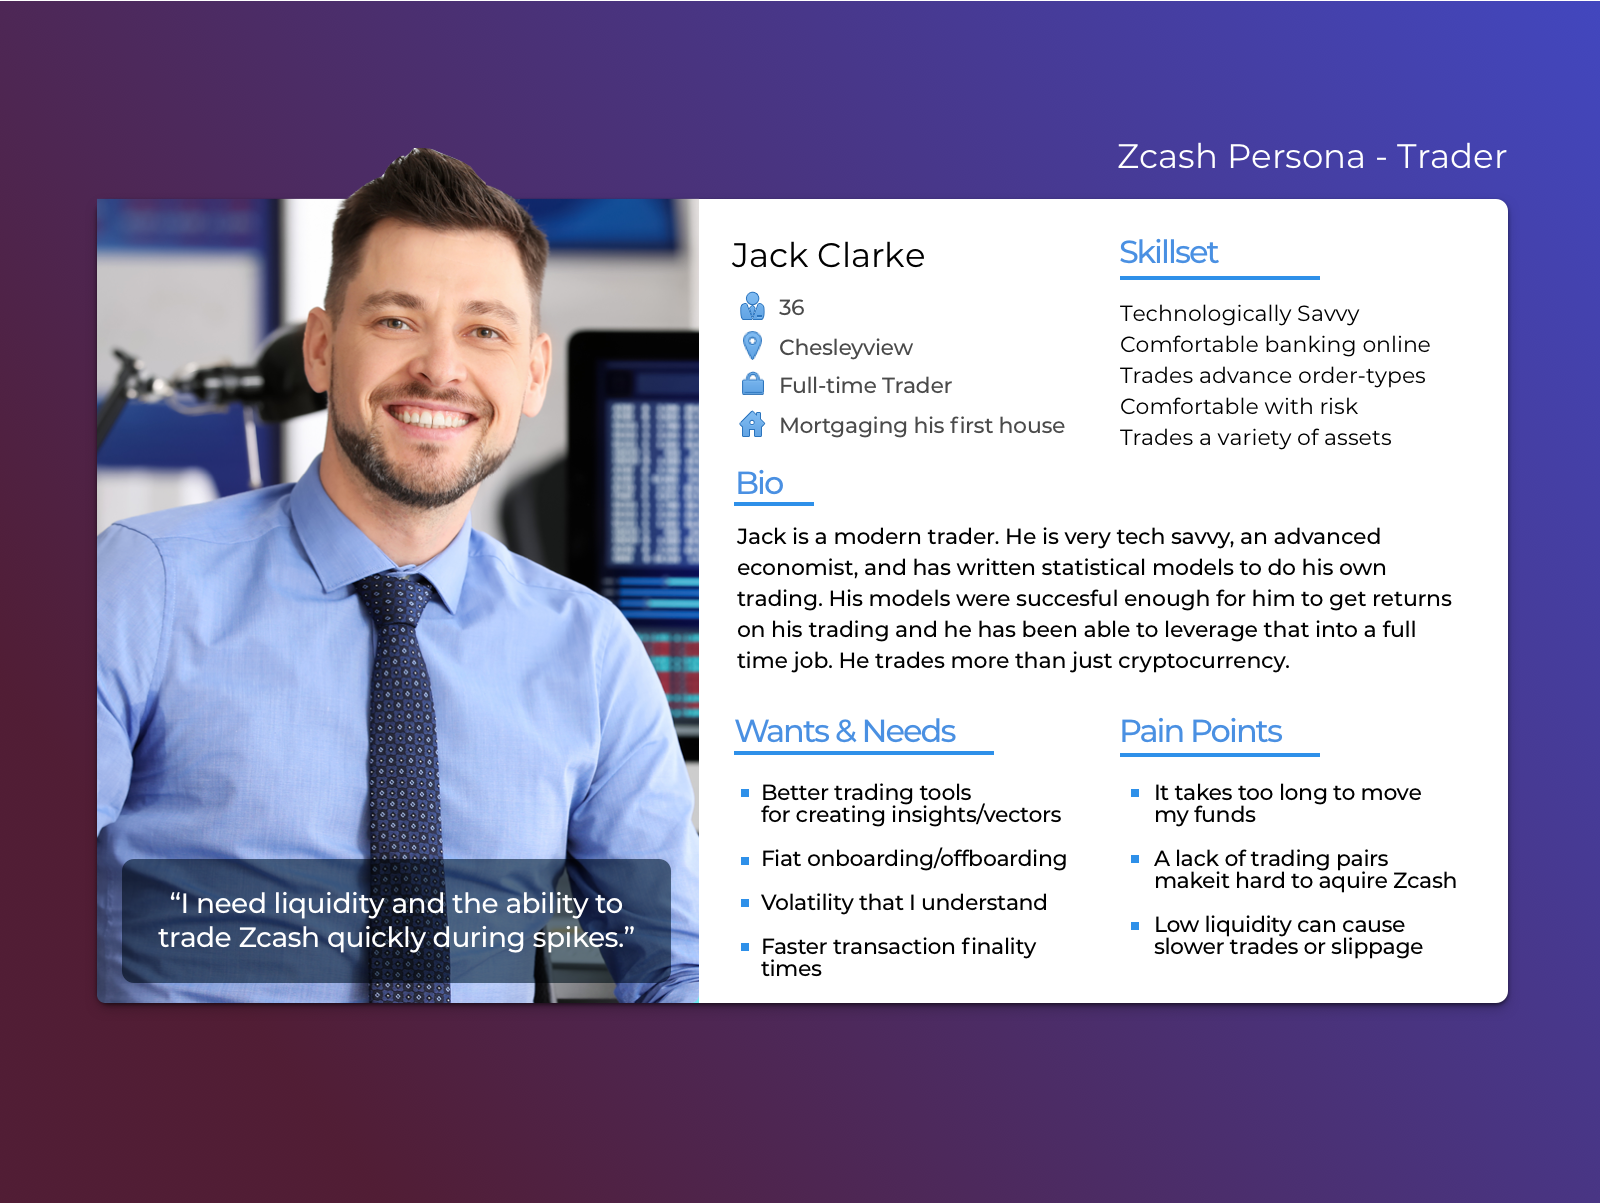 Zcash Persona - Trader
Jack Clarke
36
Chesleyview
Full-time Trader
Mortgaging his first house
Skillset
Technologically Savvy
Comfortable banking online
Trades advance order-types
Comfortable with risk
Trades a variety of assets
Bio
Jack is a modern trader. He is very tech savvy, an advanced
economist, and has written statistical models to do his own
trading. His models were succesful enough for him to get returns
on his trading and he has been able to leverage that into a full
time job. He trades more than just cryptocurrency.
Wants & Needs
Better trading tools
for creating insights/vectors
Fiat onboarding/offboarding
Volatility that I understand
Faster transaction finality
times
Pain Points
It takes too long to move
my funds
A lack of trading pairs
makeit hard to aquire Zcash
Low liquidity can cause
slower trades or slippage
“I need liquidity and the ability to
trade Zcash quickly during spikes.”